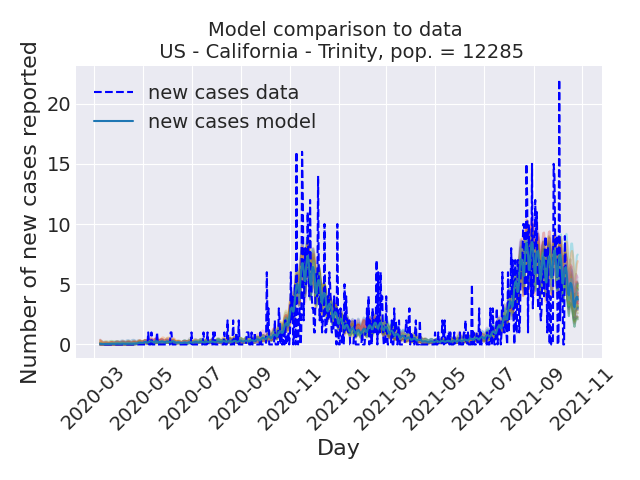 Model comparison to data
US - California - Trinity, pop. = 12285
Number of new cases reported
20
15
10
5
0
new cases data
new cases model
2020-03
2020-05
2020-07
2020-09
2020-11
2021-01
2021-03
2021-05
2021-07
2021-09
2021-11
Day